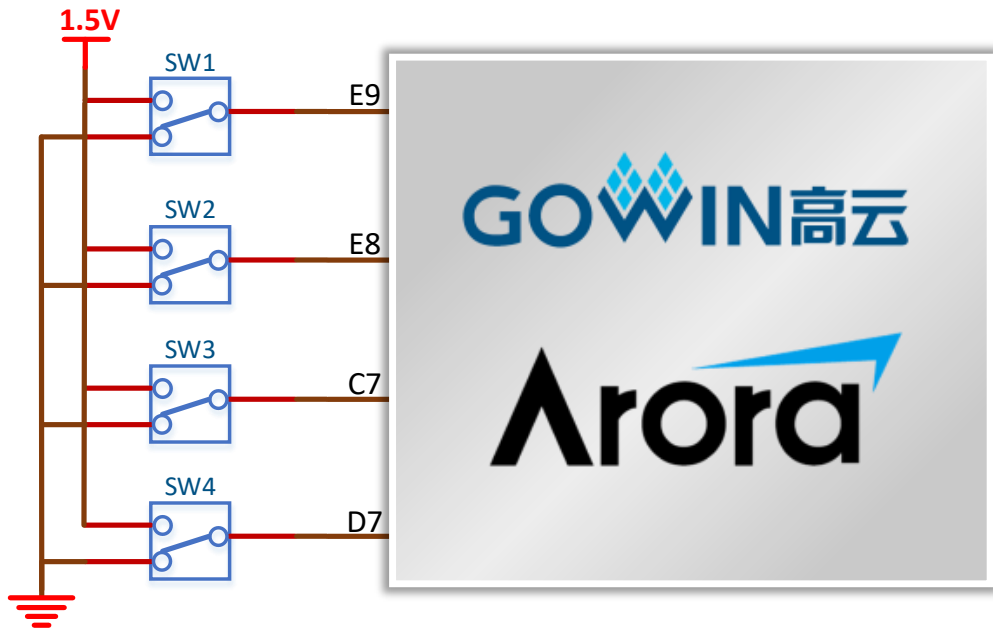 1.5V
SW1
E9
SW2
E8
GOWIN高云
SW3
C7
Arora
SW4
D7